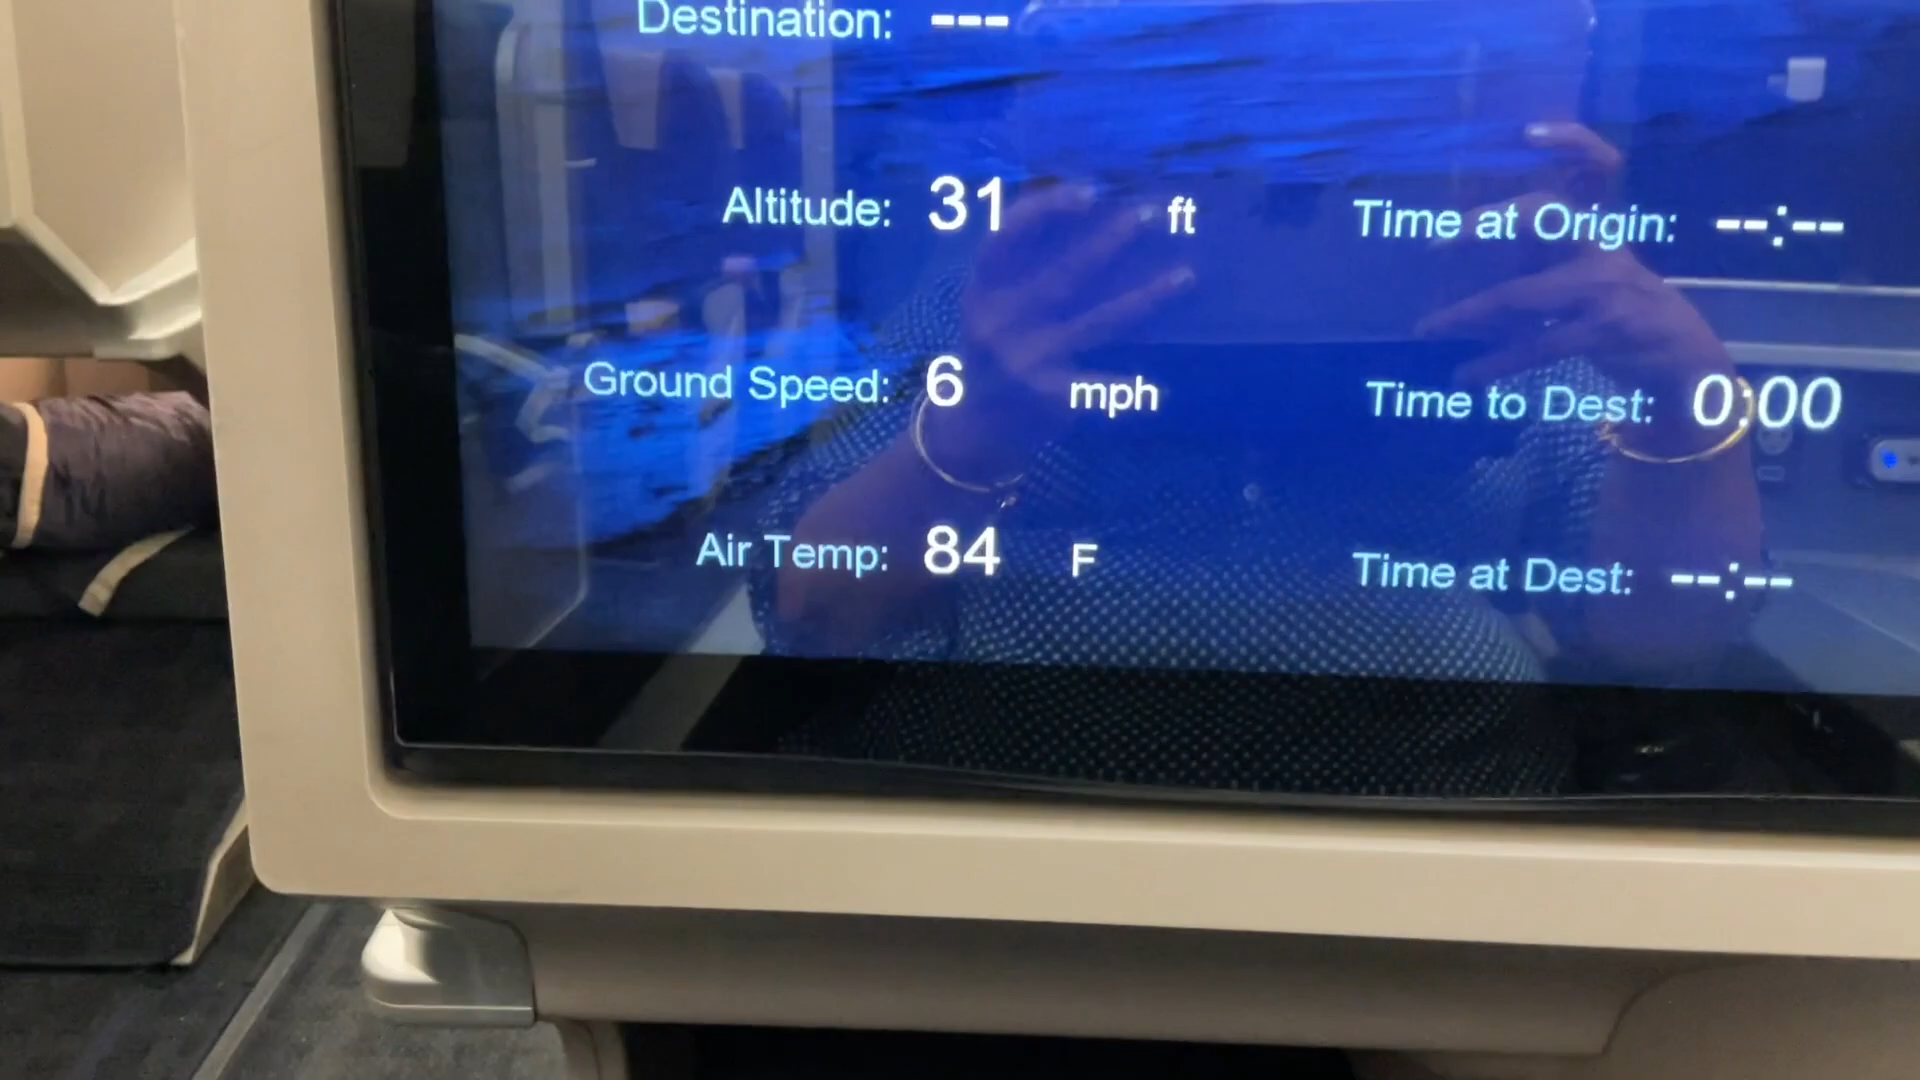 Destination: ---
Altitude: 31 ft
Time at Origin: --:--
Ground Speed: 6 mph
Time to Dest: 0:00
Air Temp: 84 F
Time at Dest: --:--